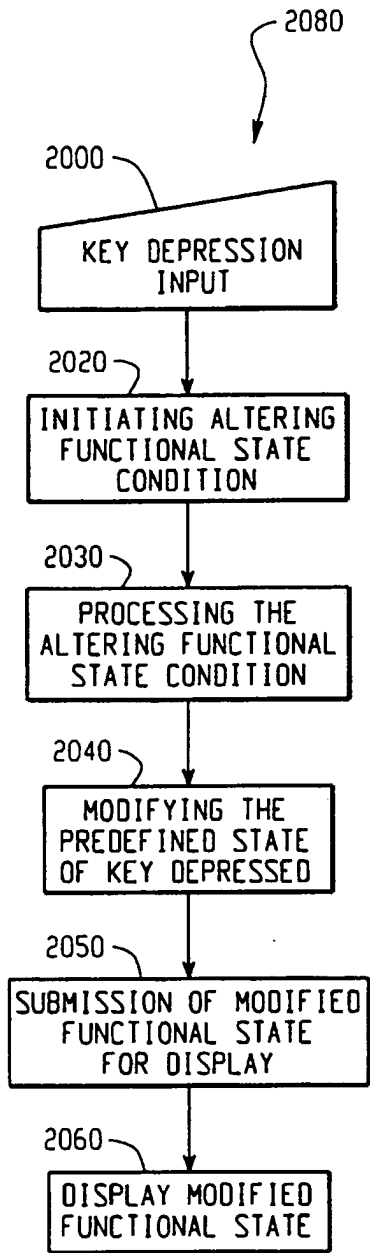 2080
2000
KEY DEPRESSION
INPUT
2020
INITIATING ALTERING
FUNCTIONAL STATE
CONDITION
2030
PROCESSING THE
ALTERING FUNCTIONAL
STATE CONDITION
2040
MODIFYING THE
PREDEFINED STATE
OF KEY DEPRESSED
2050
SUBMISSION OF MODIFIED
FUNCTIONAL STATE
FOR DISPLAY
2060
DISPLAY MODIFIED
FUNCTIONAL STATE